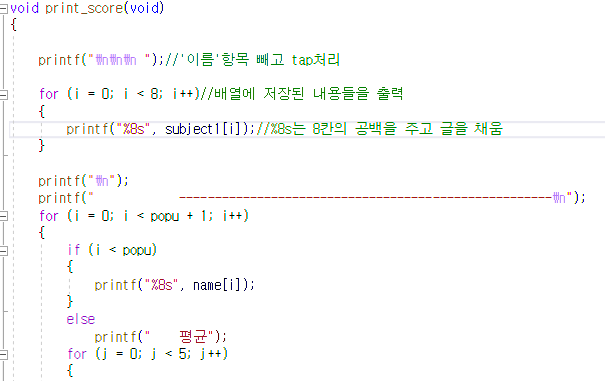 void print_score(void)
{
printf("₩n₩n₩n ");//'이름'항목 빼고 tap처리
for (i = 0; i < 8; i++)//배열에 저장된 내용들을 출력
{
printf("%8s", subject1[i]);//%8s는 8칸의 공백을 주고 글을 채움
}
printf("₩n");
printf("            ----------------------------------------------------₩n");
for (i = 0; i < popu + 1; i++)
{
if (i < popu)
{
printf("%8s", name[i]);
}
else
printf("    평균");
for (j = 0; j < 5; j++)
{